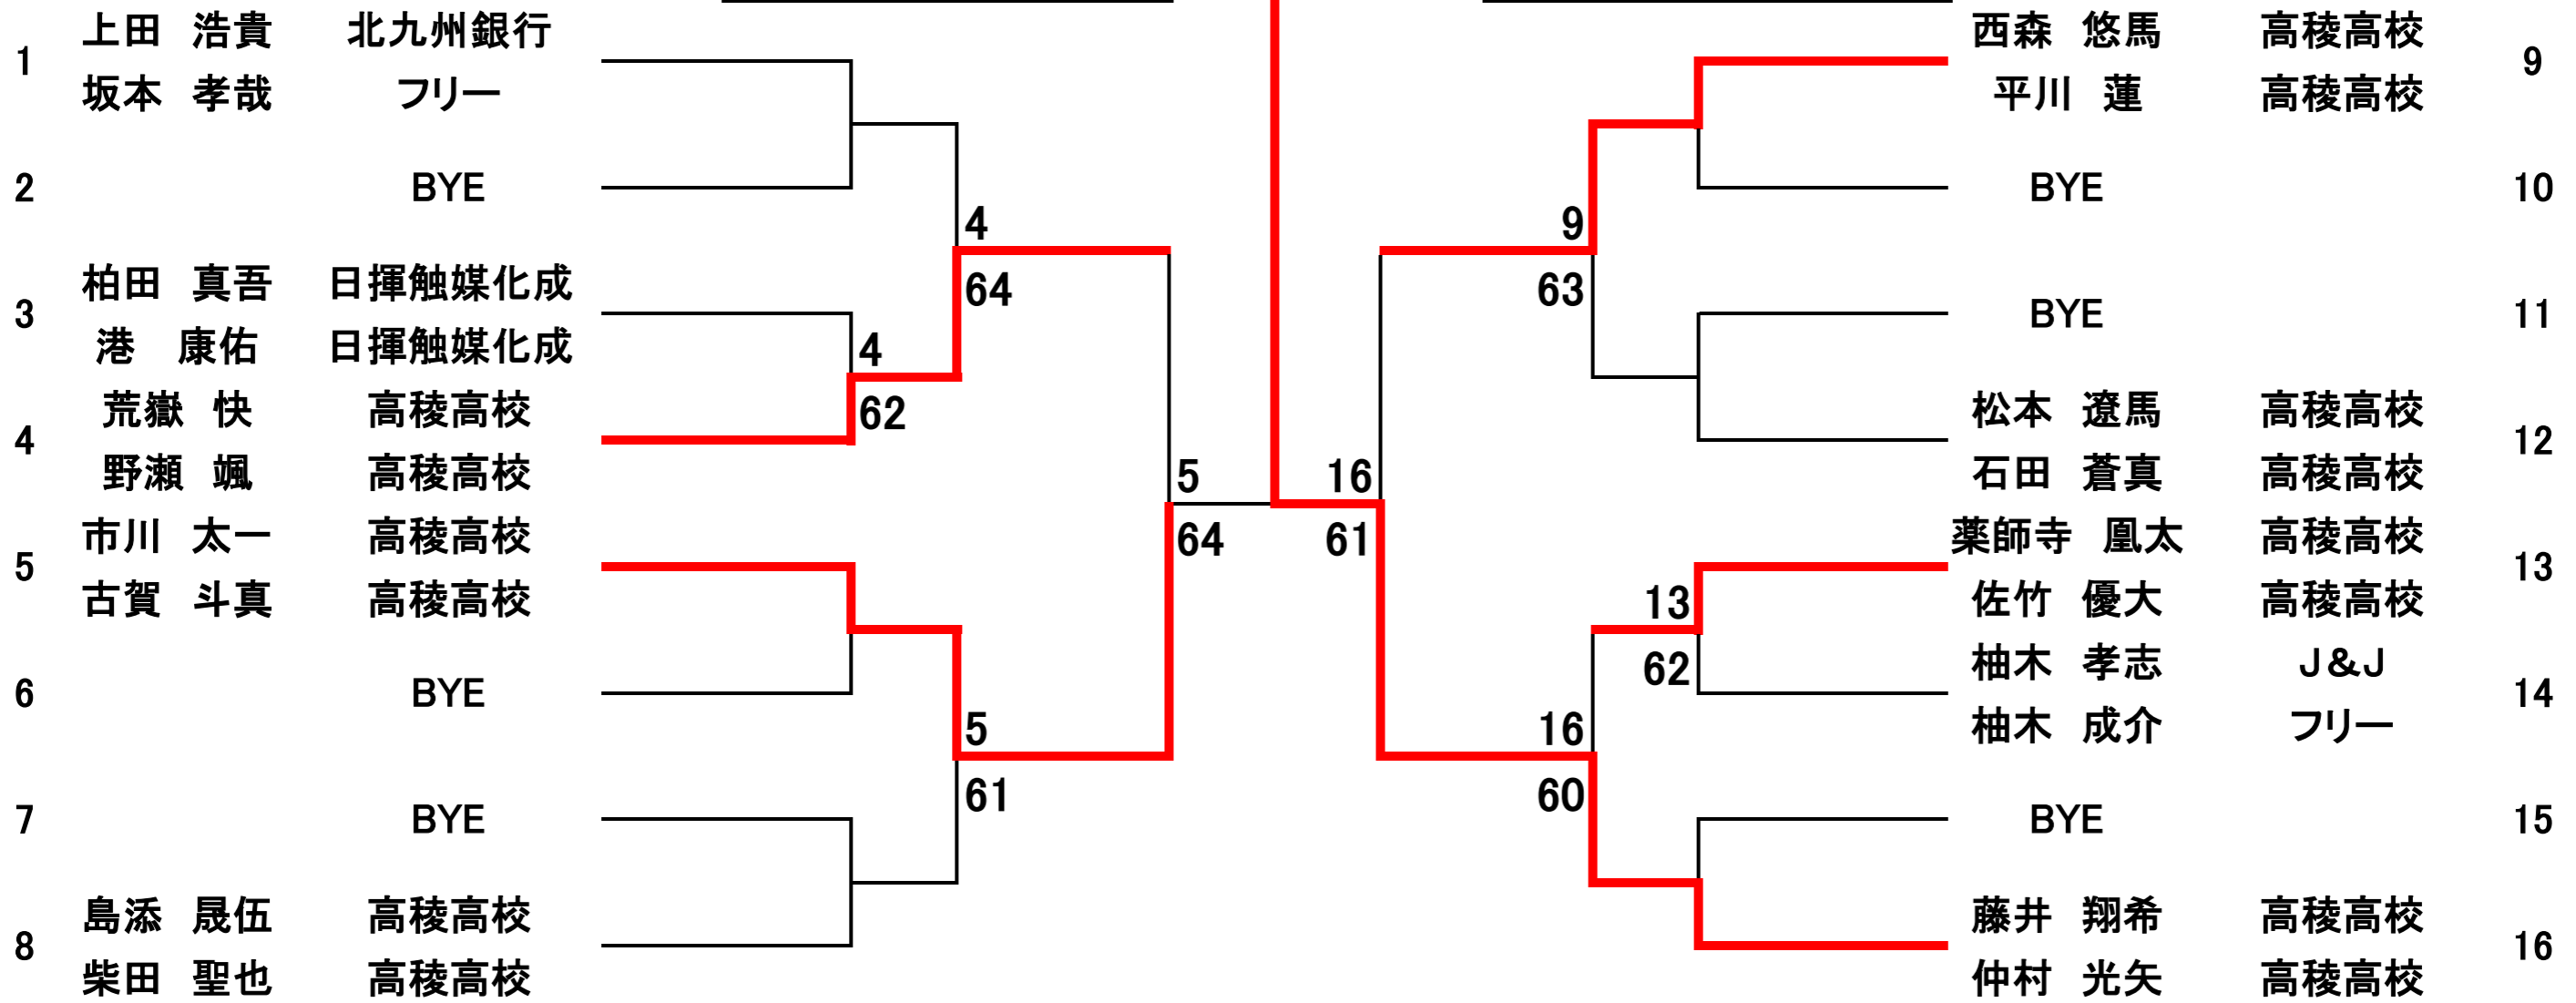 1 上田 浩貴 北九州銀行
坂本 孝哉 フリー
2 BYE
3 柏田 真吾 日揮触媒化成
港 康佑 日揮触媒化成
4 荒嶽 快 高稜高校
野瀬 颯 高稜高校
5 市川 太一 高稜高校
古賀 斗真 高稜高校
6 BYE
7 BYE
8 島添 晟伍 高稜高校
柴田 聖也 高稜高校
4
62
4
64
5
61
5
64
16
61
9
63
13
62
16
60
西森 悠馬 高稜高校 9
平川 蓮 高稜高校
BYE 10
BYE 11
松本 遼馬 高稜高校 12
石田 蒼真 高稜高校
薬師寺 凰太 高稜高校 13
佐竹 優大 高稜高校
柚木 孝志 J&J 14
柚木 成介 フリー
BYE 15
藤井 翔希 高稜高校 16
仲村 光矢 高稜高校